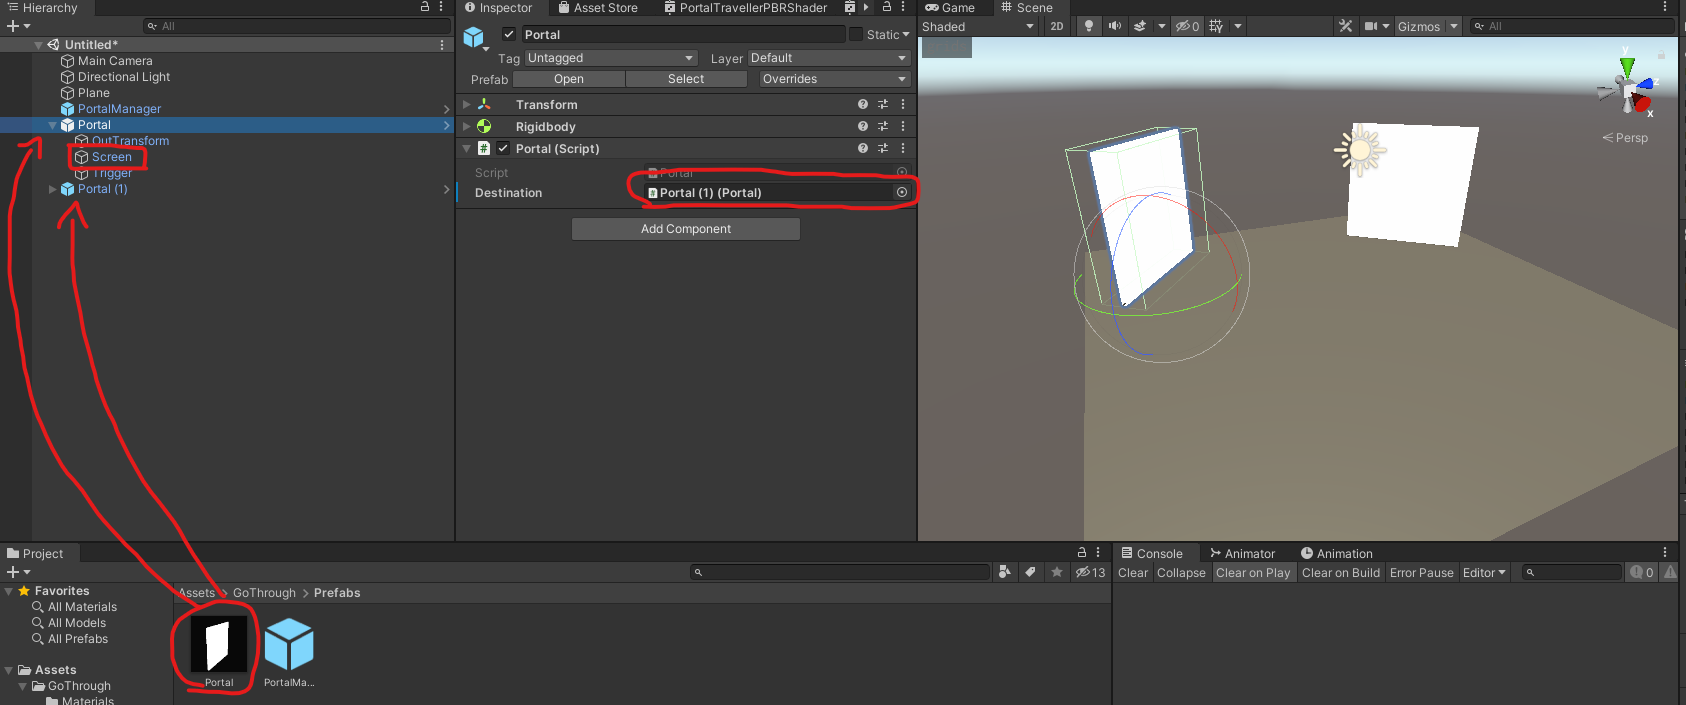 Hierarchy
All
Untitled*
Main Camera
Directional Light
Plane
PortalManager
Portal
OutTransform
Screen
Trigger
Portal (1)
Inspector
Asset Store
PortalTravellerPBRShader
Portal
Static
Tag Untagged Layer Default
Prefab Open Select Overrides
Transform
Rigidbody
# Portal (Script)
Script Portal
Destination # Portal (1) (Portal)
Add Component
Game
Scene
Shaded 2D 0 Gizmos All
y
z
x
Persp
Project
13
Favorites
All Materials
All Models
All Prefabs
Assets
GoThrough
Materials
Assets > GoThrough > Prefabs
Portal
PortalMa...
Console Animator Animation
Clear Collapse Clear on Play Clear on Build Error Pause Editor 0